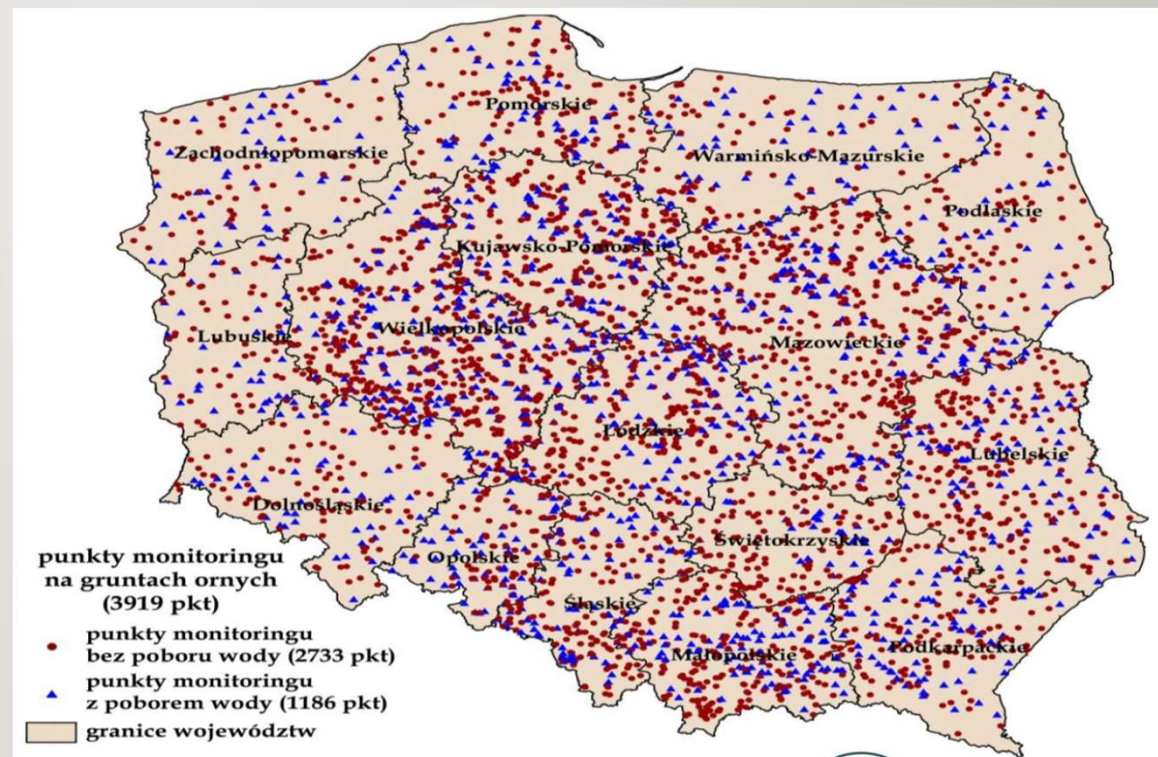 Pomorskie
Zachodniopomorskie
Warmińsko-Mazurskie
Podlaskie
Kujawsko-Pomorskie
Wielkopolskie
Lubuskie
Mazowieckie
Łódzkie
Lubelskie
Dolnośląskie
Świętokrzyskie
Opolskie
Śląskie
Małopolskie
Podkarpackie
punkty monitoringu
na gruntach ornych
(3919 pkt)
punkty monitoringu
bez poboru wody (2733 pkt)
punkty monitoringu
z poborem wody (1186 pkt)
granice województw